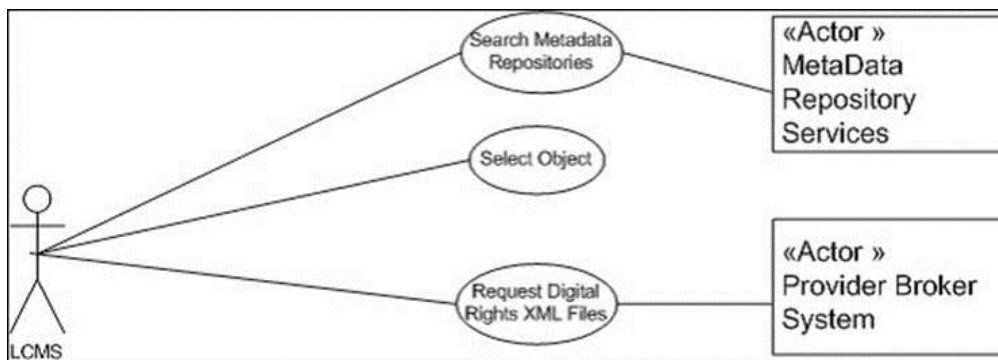 Search Metadata
Repositories
«Actor »
MetaData
Repository
Services
Select Object
«Actor »
Provider Broker
System
Request Digital
Rights XML Files
LCMS